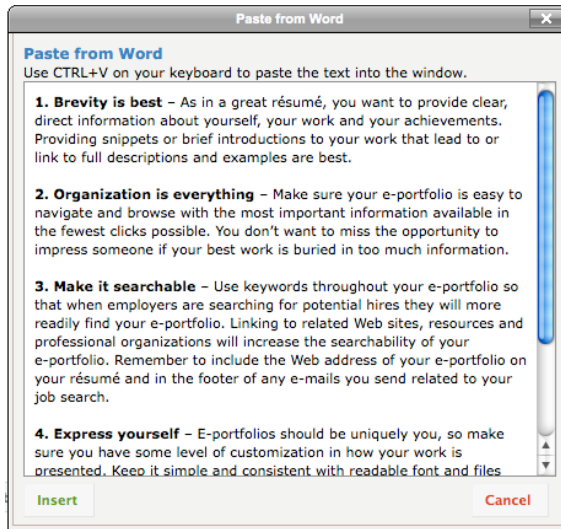 Paste from Word
Paste from Word
Use CTRL+V on your keyboard to paste the text into the window.
1. Brevity is best – As in a great résumé, you want to provide clear,
direct information about yourself, your work and your achievements.
Providing snippets or brief introductions to your work that lead to or
link to full descriptions and examples are best.
2. Organization is everything – Make sure your e-portfolio is easy to
navigate and browse with the most important information available in
the fewest clicks possible. You don’t want to miss the opportunity to
impress someone if your best work is buried in too much information.
3. Make it searchable – Use keywords throughout your e-portfolio so
that when employers are searching for potential hires they will more
readily find your e-portfolio. Linking to related Web sites, resources and
professional organizations will increase the searchability of your
e-portfolio. Remember to include the Web address of your e-portfolio on
your résumé and in the footer of any e-mails you send related to your
job search.
4. Express yourself – E-portfolios should be uniquely you, so make
sure you have some level of customization in how your work is
presented. Keep it simple and consistent with readable font and files
Insert
Cancel